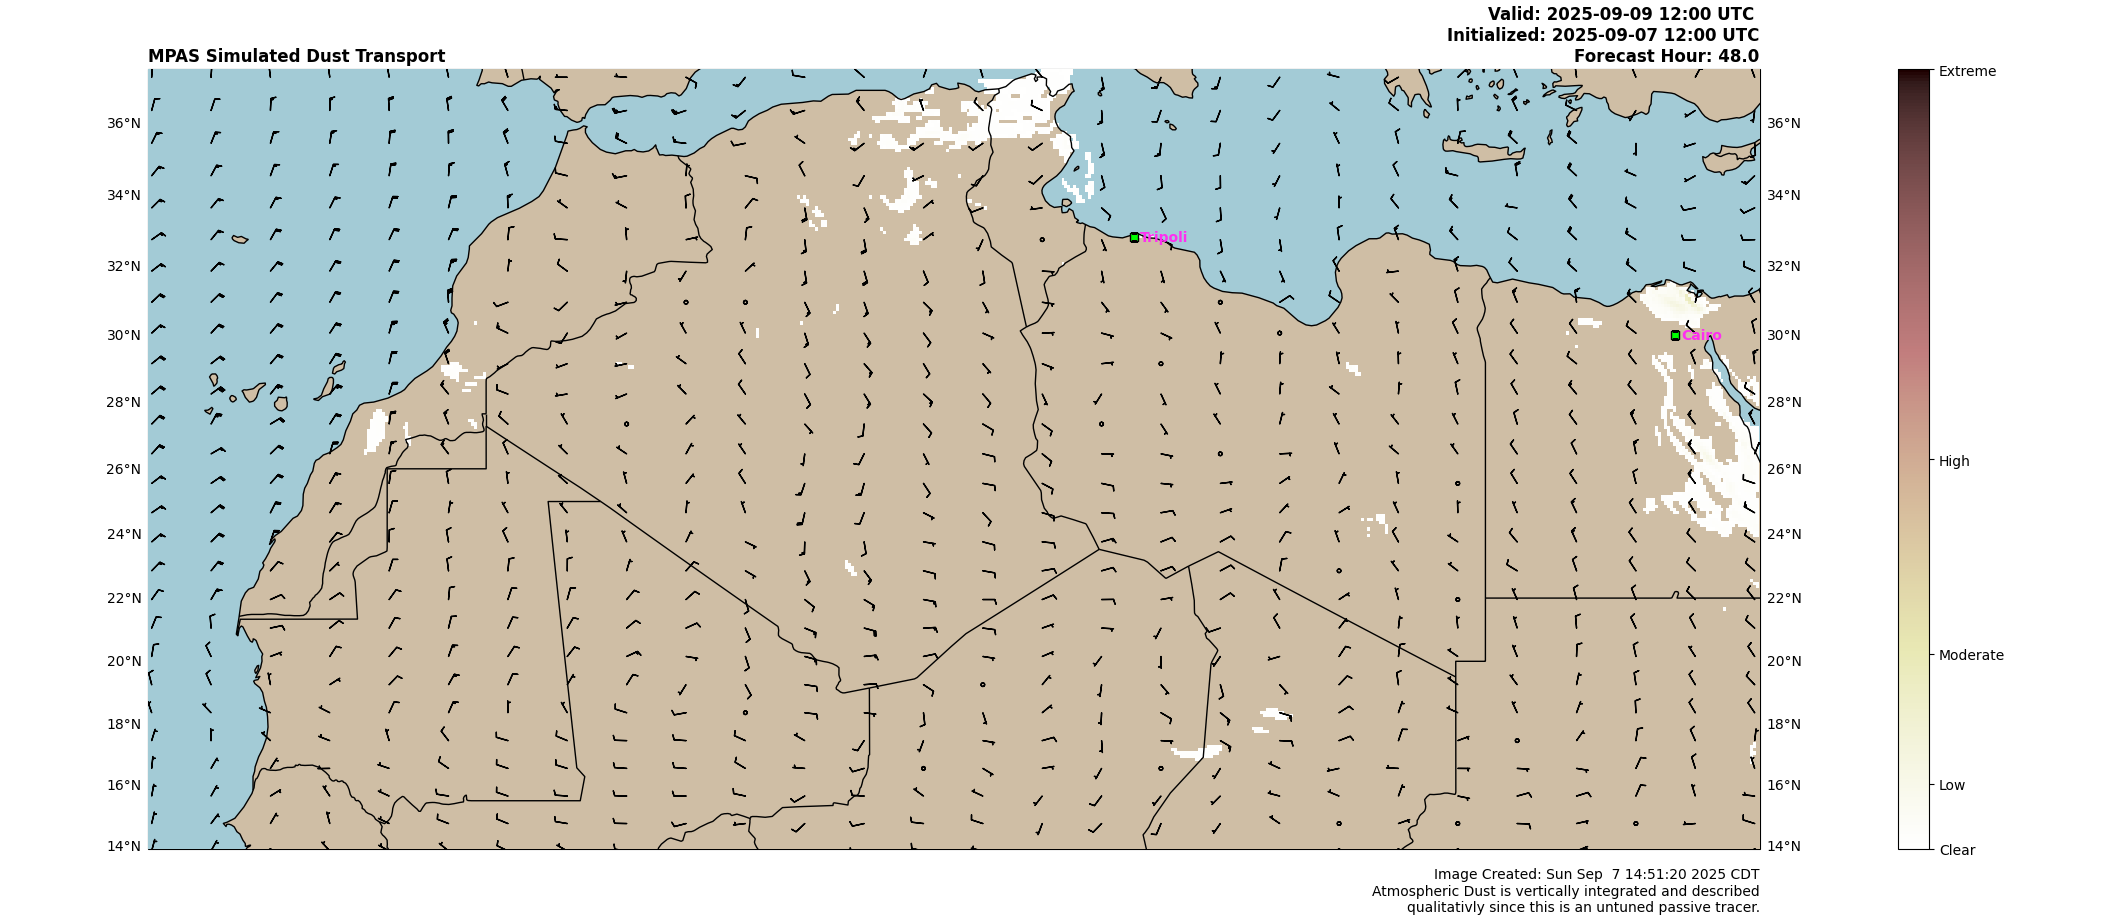 Valid: 2025-09-09 12:00 UTC
Initialized: 2025-09-07 12:00 UTC
MPAS Simulated Dust Transport
Forecast Hour: 48.0
Extreme
36°N
36°N
34°N
34°N
Tripoli
32°N
32°N
30°N
Cairo
30°N
28°N
28°N
High
26°N
26°N
24°N
24°N
22°N
22°N
20°N
20°N
Moderate
18°N
18°N
16°N
16°N
Low
14°N
14°N
Clear
Image Created: Sun Sep  7 14:51:20 2025 CDT
Atmospheric Dust is vertically integrated and described
qualitativly since this is an untuned passive tracer.